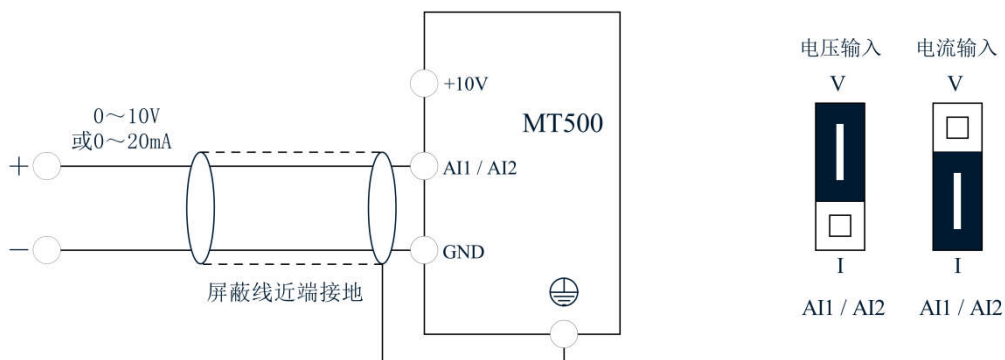 +10V
MT500
0～10V
或0～20mA
+
AI1 / AI2
−
GND
屏蔽线近端接地
电压输入 电流输入
V V
I I
AI1 / AI2 AI1 / AI2